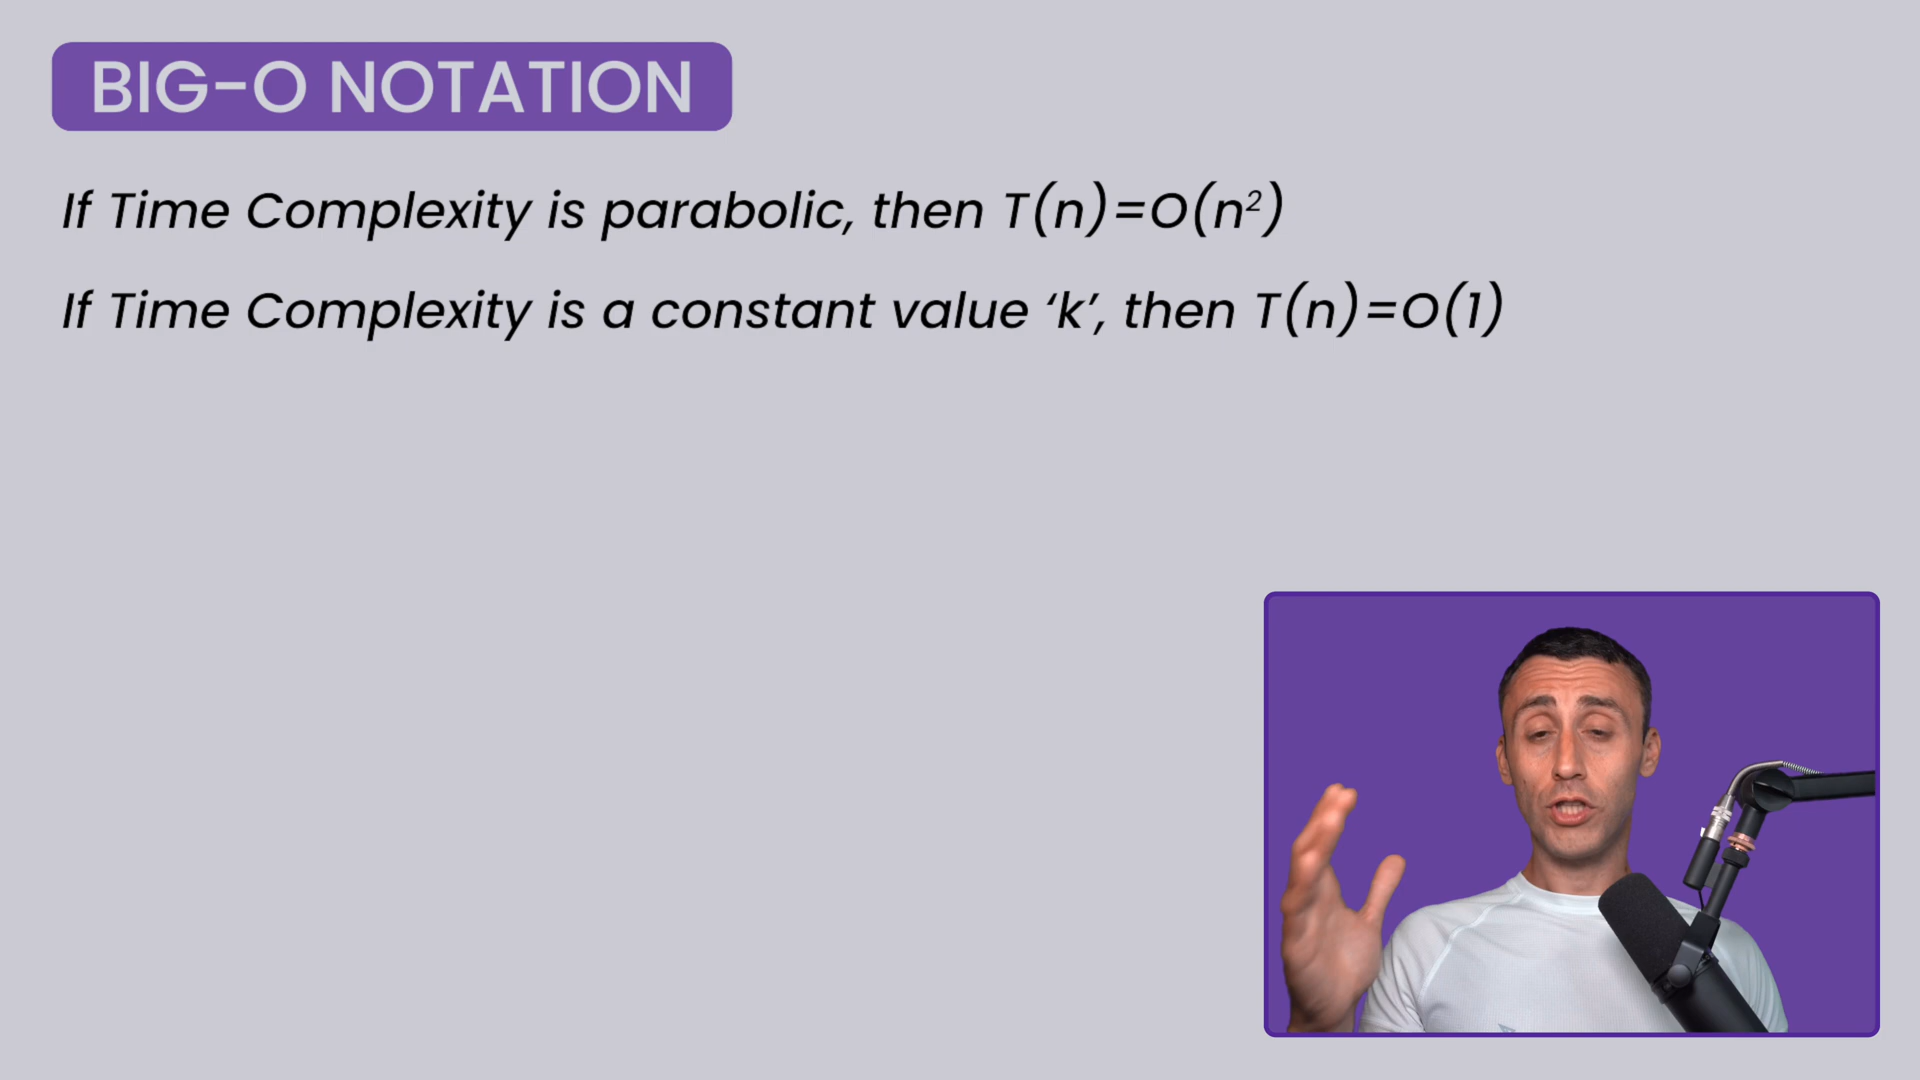 BIG-O NOTATION
If Time Complexity is parabolic, then T(n)=O(n²)
If Time Complexity is a constant value ‘k’, then T(n)=O(1)